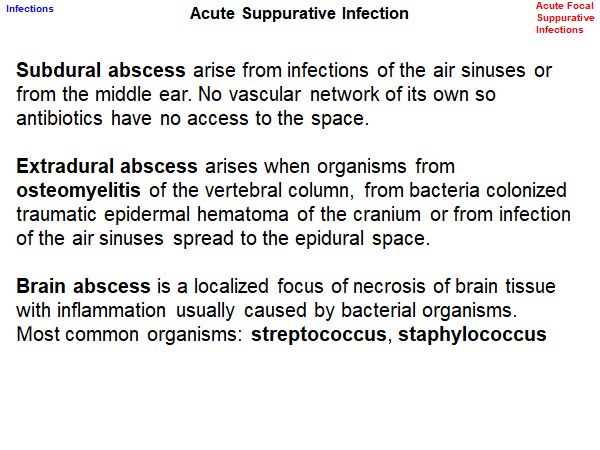 Infections
Acute Suppurative Infection
Acute Focal
Suppurative
Infections
Subdural abscess arise from infections of the air sinuses or
from the middle ear. No vascular network of its own so
antibiotics have no access to the space.
Extradural abscess arises when organisms from
osteomyelitis of the vertebral column, from bacteria colonized
traumatic epidermal hematoma of the cranium or from infection
of the air sinuses spread to the epidural space.
Brain abscess is a localized focus of necrosis of brain tissue
with inflammation usually caused by bacterial organisms.
Most common organisms: streptococcus, staphylococcus